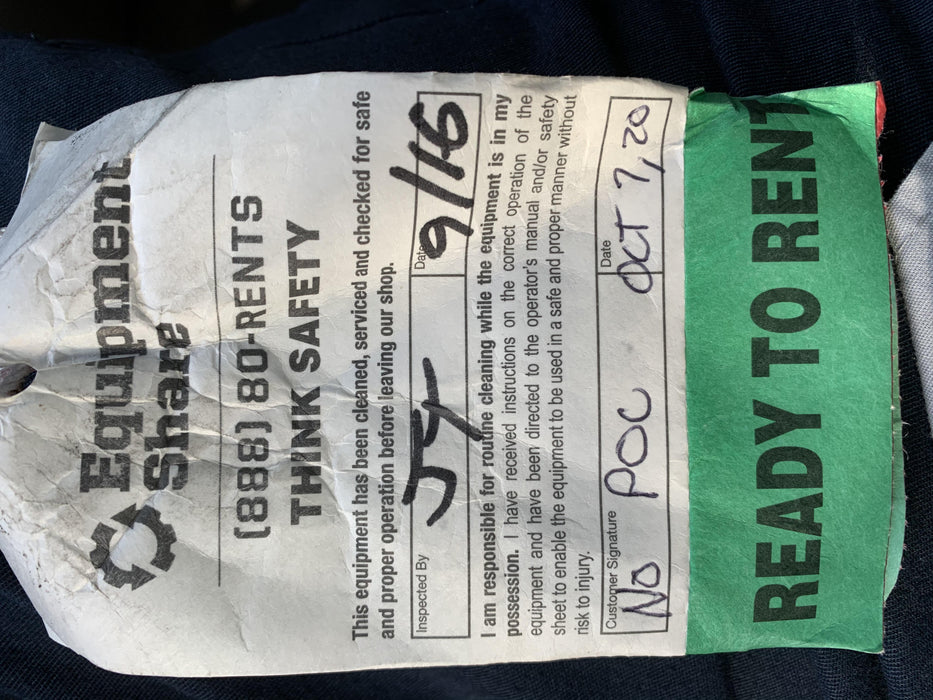 Equipment
Share
(888) 80-RENTS
THINK SAFETY
This equipment has been cleaned, serviced and checked for safe
and proper operation before leaving our shop.
Inspected By
Date
9/16
I am responsible for routine cleaning while the equipment is in my
possession. I have received instructions on the correct operation of the
equipment and have been directed to the operator's manual and/or safety
sheet to enable the equipment to be used in a safe and proper manner without
risk to injury.
Customer Signature
Date
NO POC OCT 7, 20
READY TO RENT